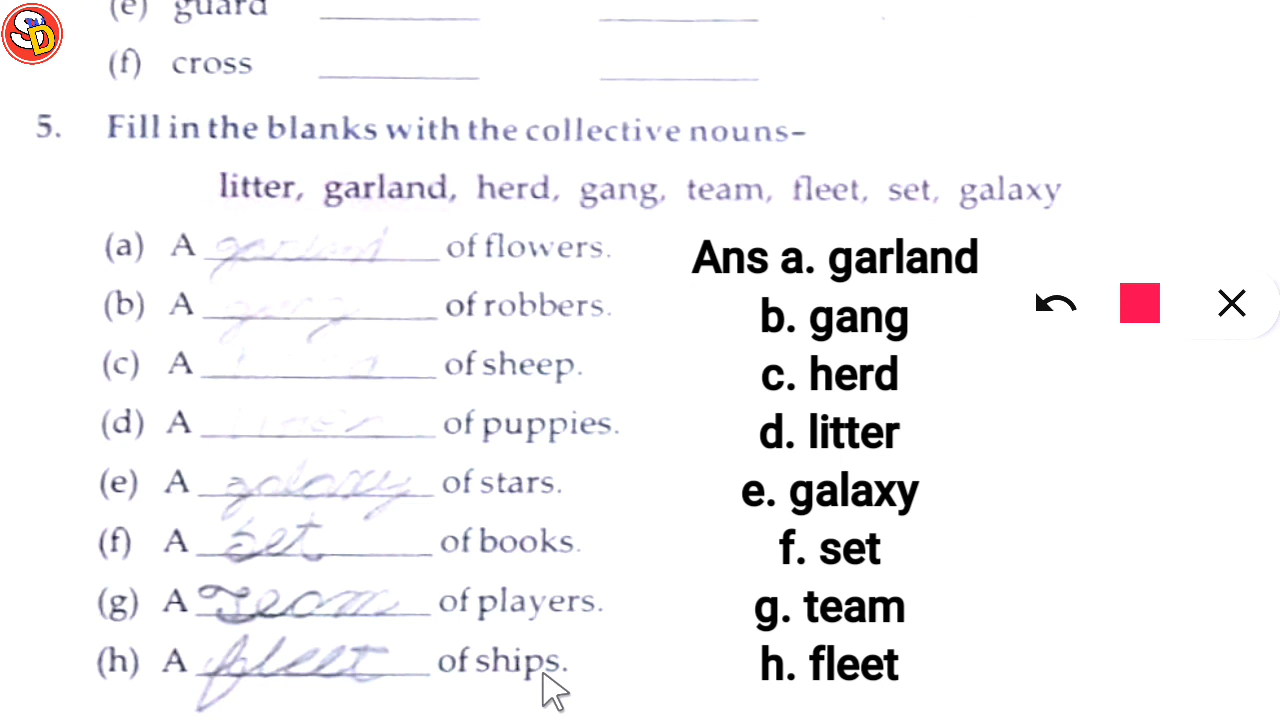 SD
(e) guard
(f) cross
5. Fill in the blanks with the collective nouns-
litter, garland, herd, gang, team, fleet, set, galaxy
(a) A garland of flowers.
(b) A gang of robbers.
(c) A of sheep.
(d) A of puppies.
(e) A galaxy of stars.
(f) A set of books.
(g) A Team of players.
(h) A fleet of ships.
Ans a. garland
b. gang
c. herd
d. litter
e. galaxy
f. set
g. team
h. fleet